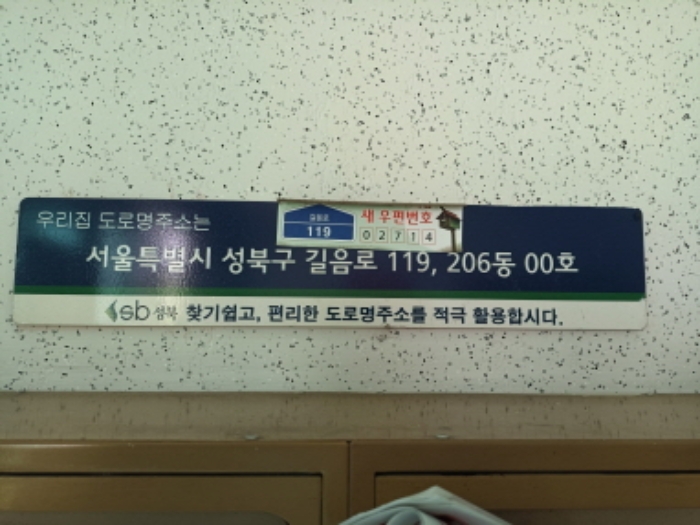 우리집 도로명주소는
길음로
119
새 우편번호
02714
서울특별시 성북구 길음로 119, 206동 00호
sb 성북 찾기쉽고, 편리한 도로명주소를 적극 활용합시다.